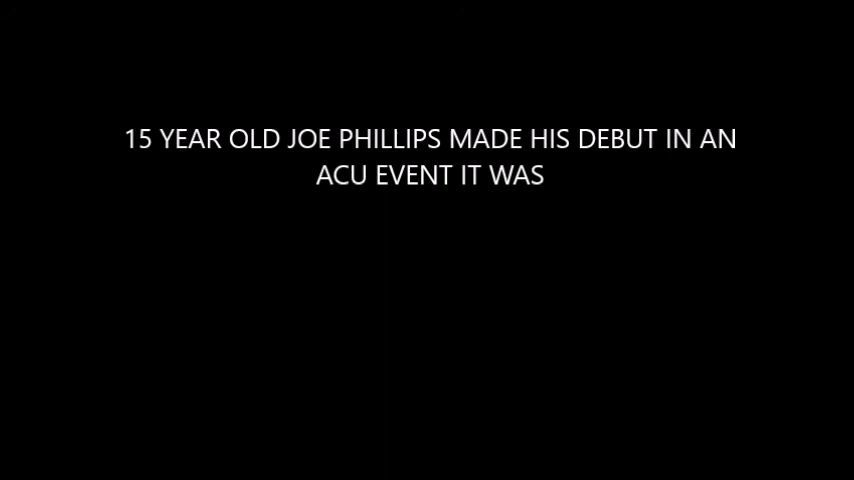 15 YEAR OLD JOE PHILLIPS MADE HIS DEBUT IN AN
ACU EVENT IT WAS